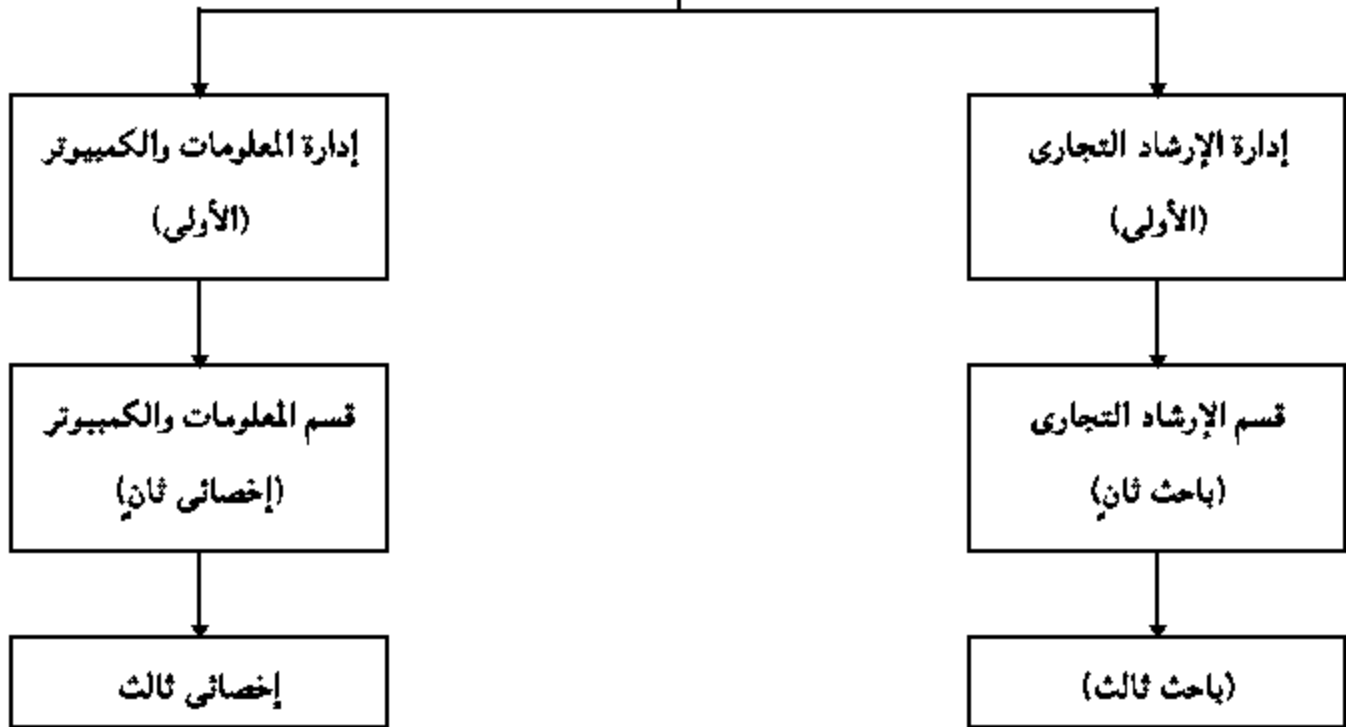 إدارة الإرشاد التجارى
(الأولى)
قسم الإرشاد التجارى
(باحث ثانٍ)
(باحث ثالث)
إدارة المعلومات والكمبيوتر
(الأولى)
قسم المعلومات والكمبيوتر
(إخصائى ثانٍ)
إخصائى ثالث